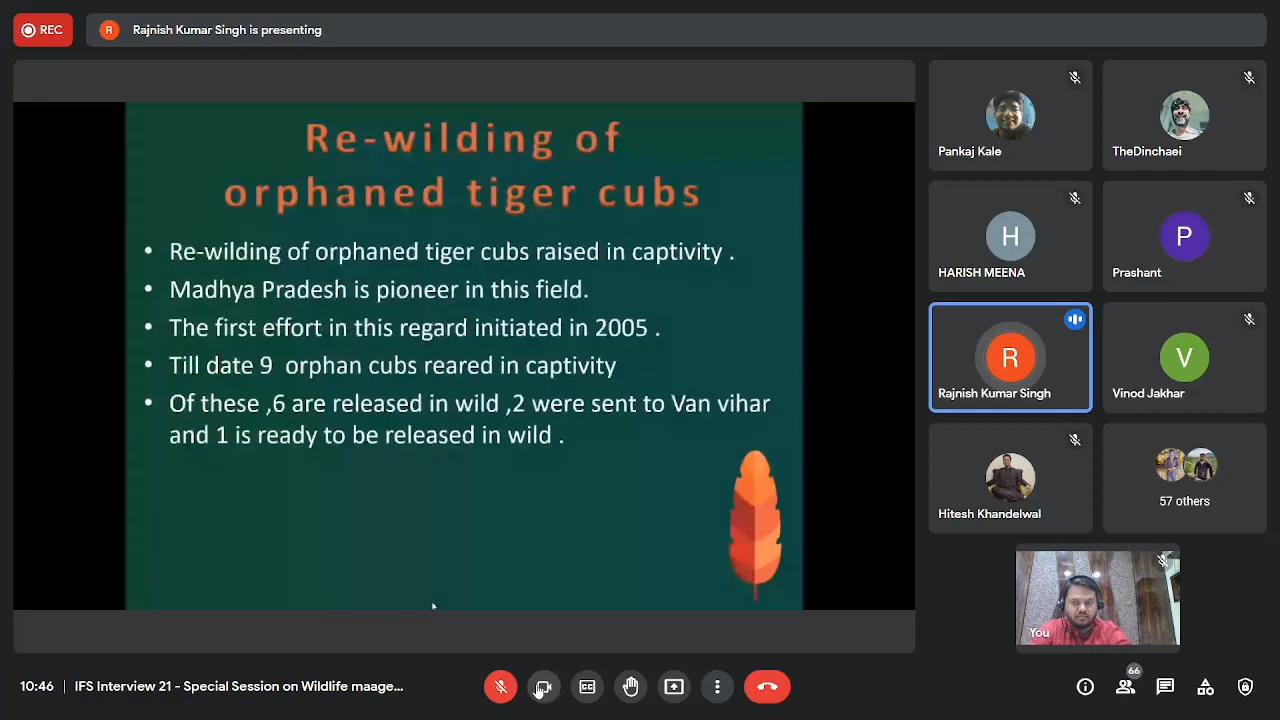 REC
R
Rajnish Kumar Singh is presenting
Re-wilding of
orphaned tiger cubs
• Re-wilding of orphaned tiger cubs raised in captivity .
• Madhya Pradesh is pioneer in this field.
• The first effort in this regard initiated in 2005 .
• Till date 9 orphan cubs reared in captivity
• Of these ,6 are released in wild ,2 were sent to Van vihar
and 1 is ready to be released in wild .
Pankaj Kale
TheDinchaei
H
HARISH MEENA
P
Prashant
R
Rajnish Kumar Singh
V
Vinod Jakhar
Hitesh Khandelwal
57 others
You
10:46 | IFS Interview 21 - Special Session on Wildlife maage...
66